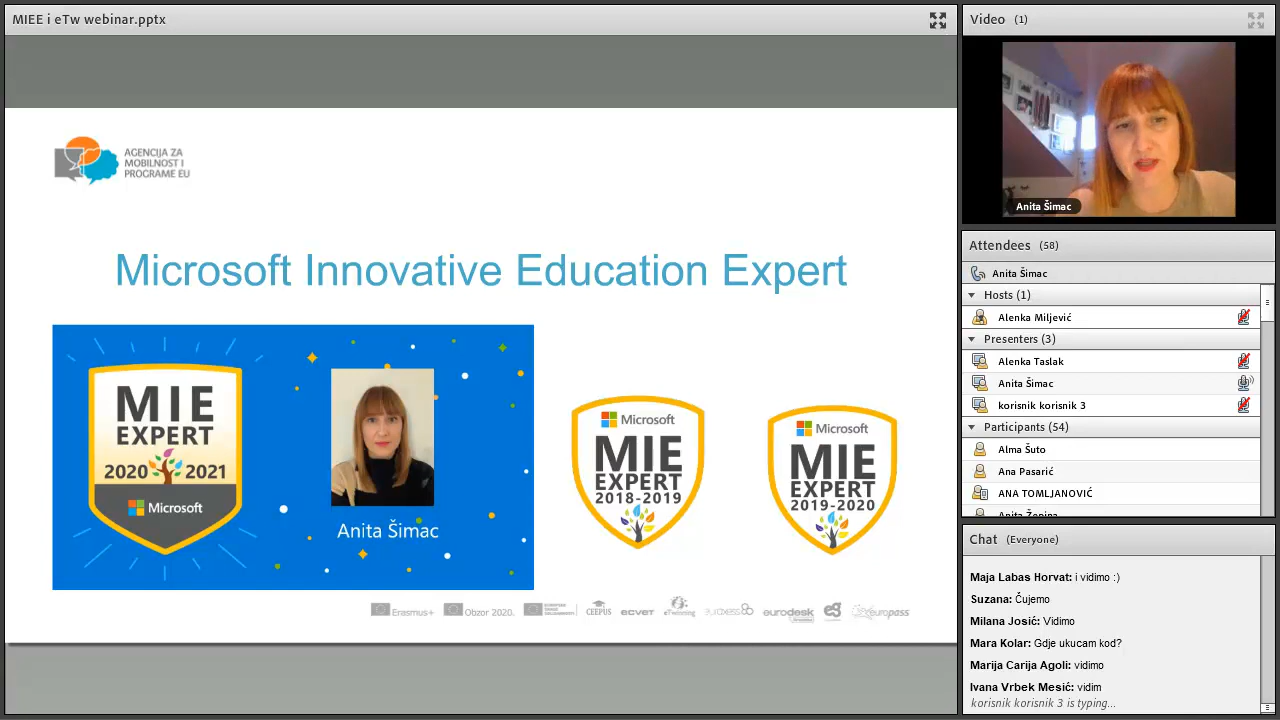 MIEE i eTw webinar.pptx
AGENCIJA ZA
MOBILNOST I
PROGRAME EU
Microsoft Innovative Education Expert
MIE
EXPERT
2020 2021
Microsoft
Anita Šimac
Microsoft
MIE
EXPERT
2018-2019
Microsoft
MIE
EXPERT
2019-2020
Erasmus+
Obzor 2020.
CEEPUS
ecvet
eTwinning
euraxess
eurodesk
europass
Video (1)
Anita Šimac
Attendees (58)
Anita Šimac
Hosts (1)
Alenka Miljević
Presenters (3)
Alenka Taslak
Anita Šimac
korisnik korisnik 3
Participants (54)
Alma Šuto
Ana Pasarić
ANA TOMLJANOVIĆ
Anita Žepina
Chat (Everyone)
Maja Labas Horvat: i vidimo :)
Suzana: Čujemo
Milana Josić: Vidimo
Mara Kolar: Gdje ukucam kod?
Marija Carija Agoli: vidimo
Ivana Vrbek Mesić: vidim
korisnik korisnik 3 is typing...